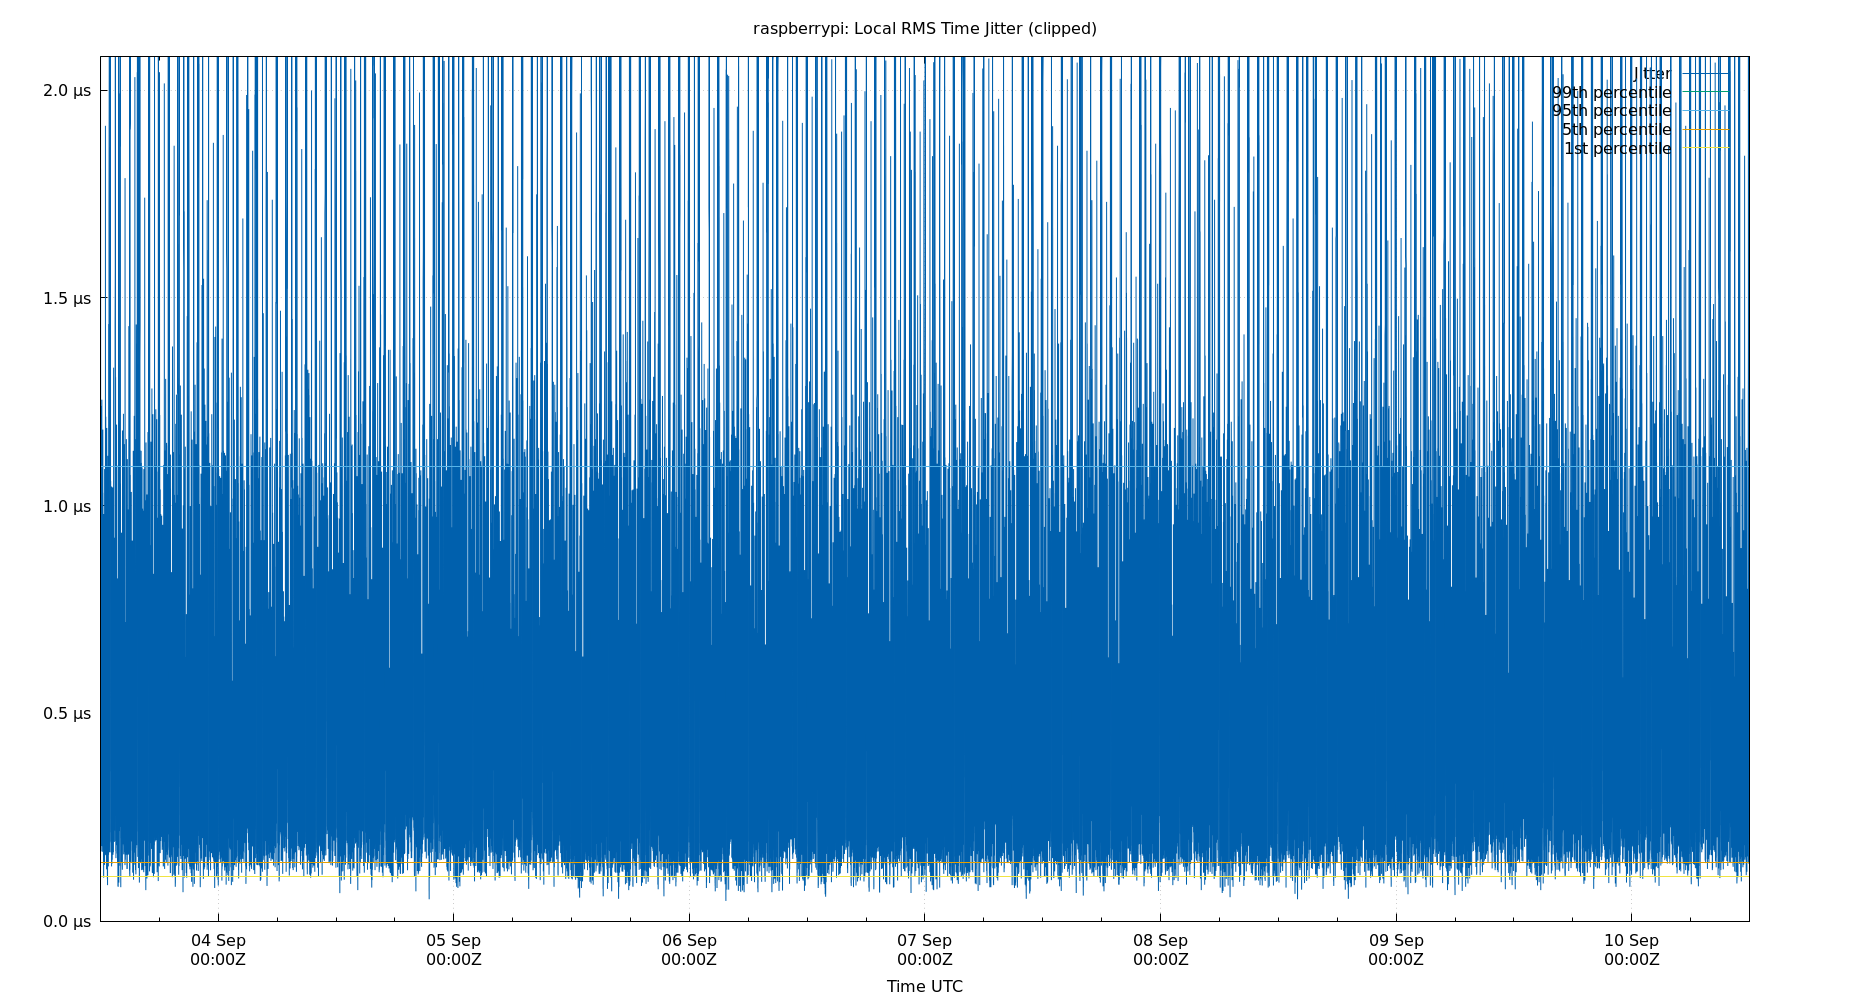 raspberrypi: Local RMS Time Jitter (clipped)
Jitter
99th percentile
95th percentile
5th percentile
1st percentile
2.0 µs
1.5 µs
1.0 µs
0.5 µs
0.0 µs
04 Sep 05 Sep 06 Sep 07 Sep 08 Sep 09 Sep 10 Sep
00:00Z 00:00Z 00:00Z 00:00Z 00:00Z 00:00Z 00:00Z
Time UTC